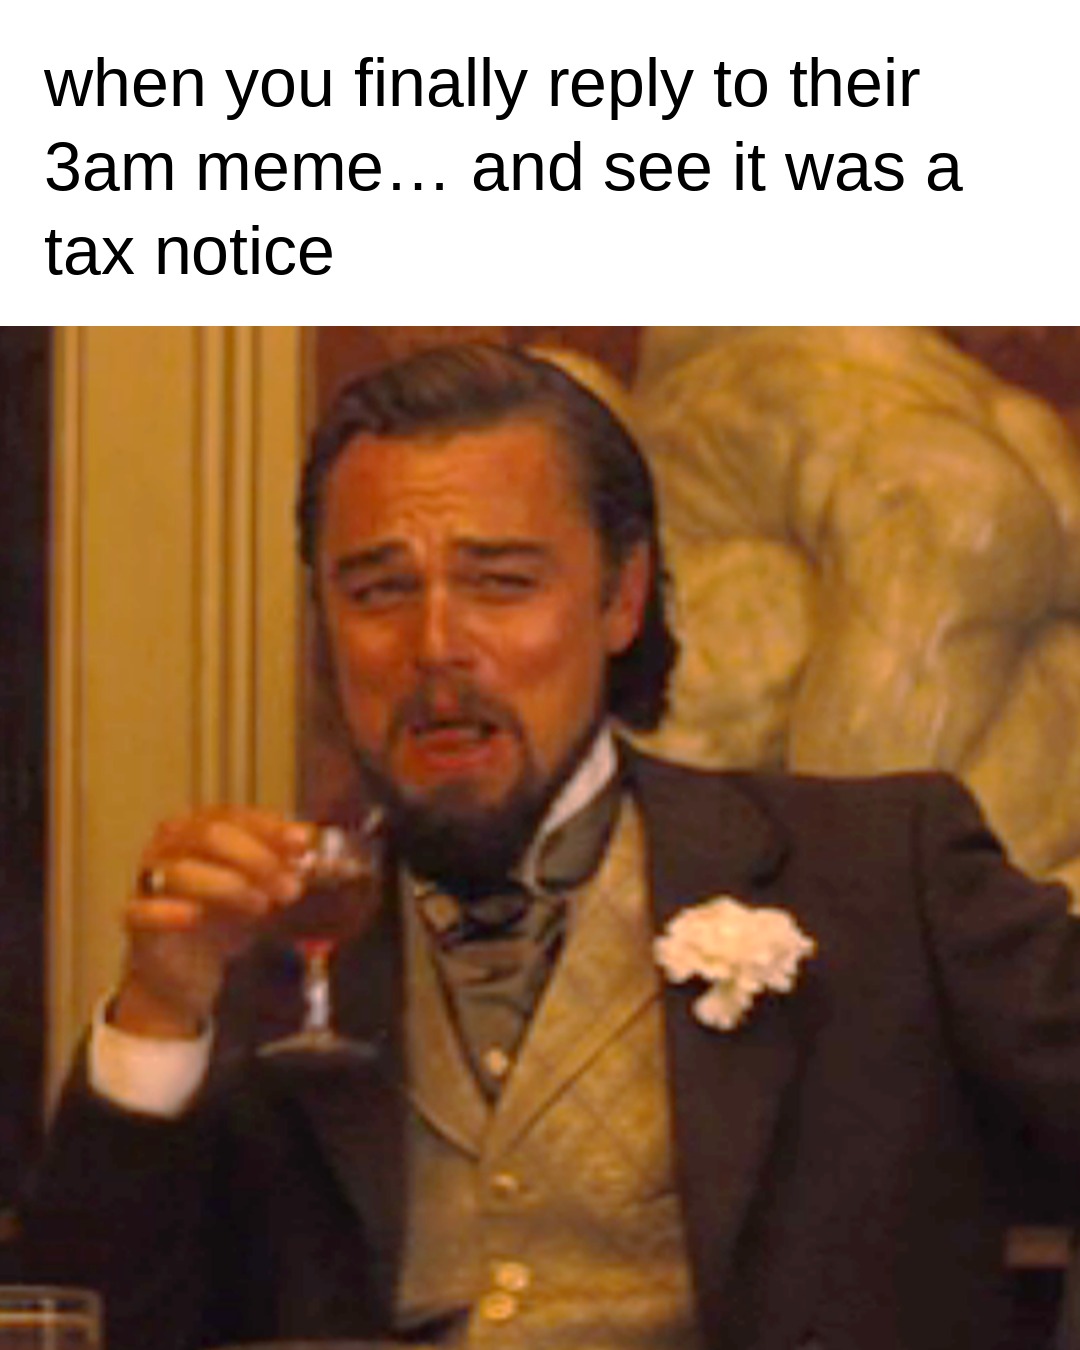 when you finally reply to their
3am meme… and see it was a
tax notice